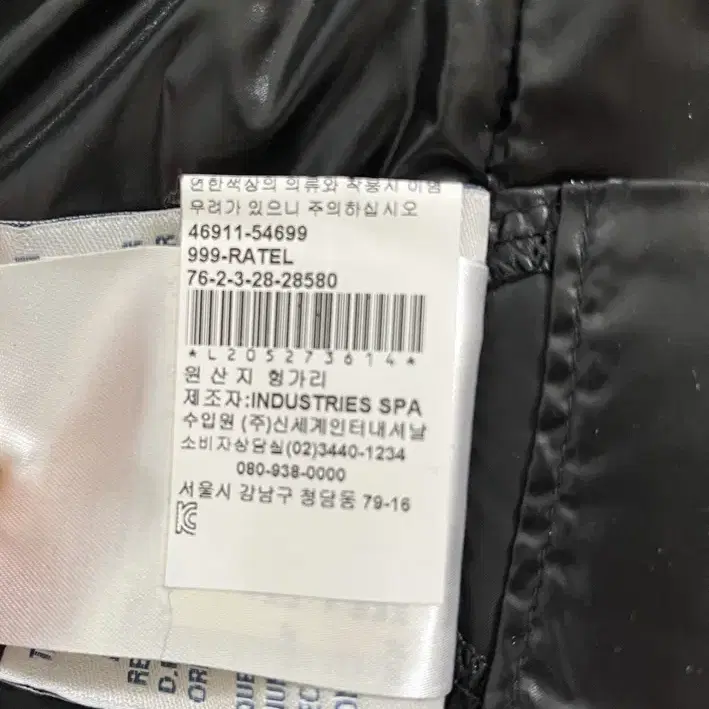 연한색상의 의류와 착용시 이염
우려가 있으니 주의하십시오
46911-54699
999-RATEL
76-2-3-28-28580
*L205273614*
원산지 헝가리
제조자:INDUSTRIES SPA
수입원 (주)신세계인터내셔날
소비자상담실(02)3440-1234
080-938-0000
서울시 강남구 청담동 79-16